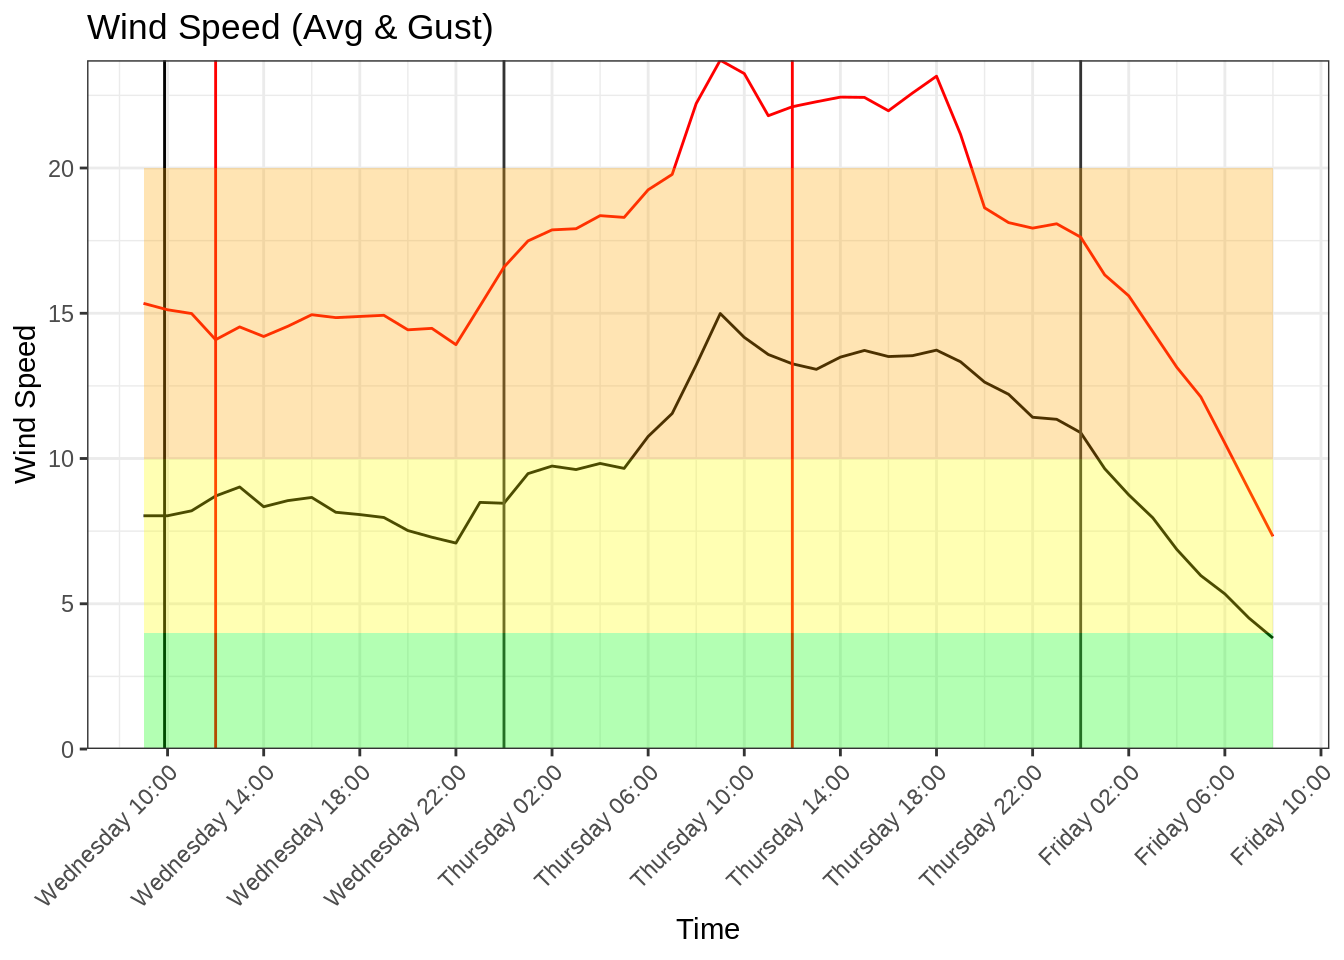 Wind Speed (Avg & Gust)
Wind Speed
20
15
10
5
0
Wednesday 10:00
Wednesday 14:00
Wednesday 18:00
Wednesday 22:00
Thursday 02:00
Thursday 06:00
Thursday 10:00
Thursday 14:00
Thursday 18:00
Thursday 22:00
Friday 02:00
Friday 06:00
Friday 10:00
Time